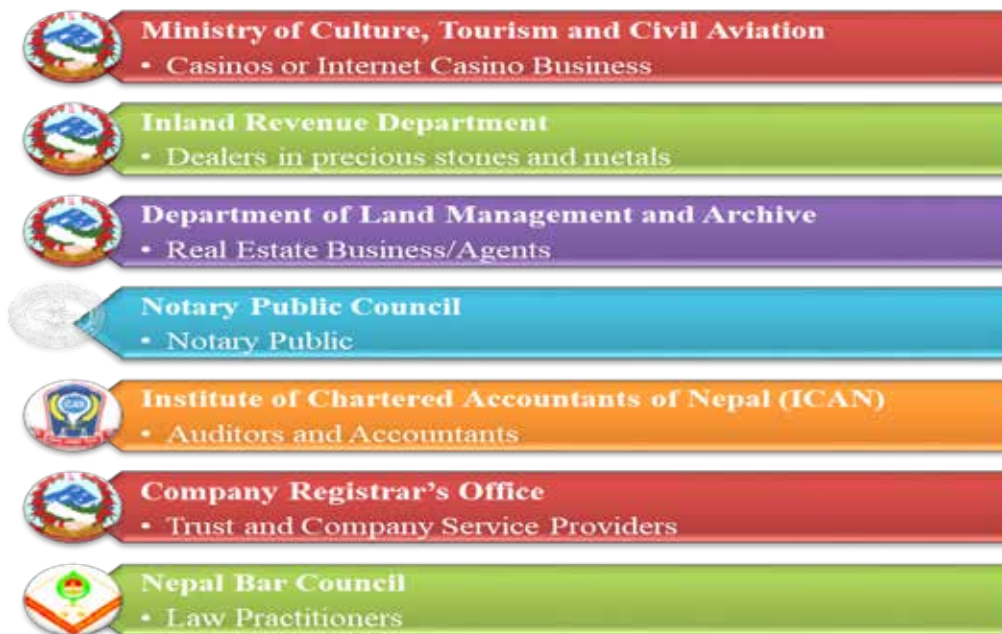 Ministry of Culture, Tourism and Civil Aviation
• Casinos or Internet Casino Business
Inland Revenue Department
• Dealers in precious stones and metals
Department of Land Management and Archive
• Real Estate Business/Agents
Notary Public Council
• Notary Public
Institute of Chartered Accountants of Nepal (ICAN)
• Auditors and Accountants
Company Registrar's Office
• Trust and Company Service Providers
Nepal Bar Council
• Law Practitioners